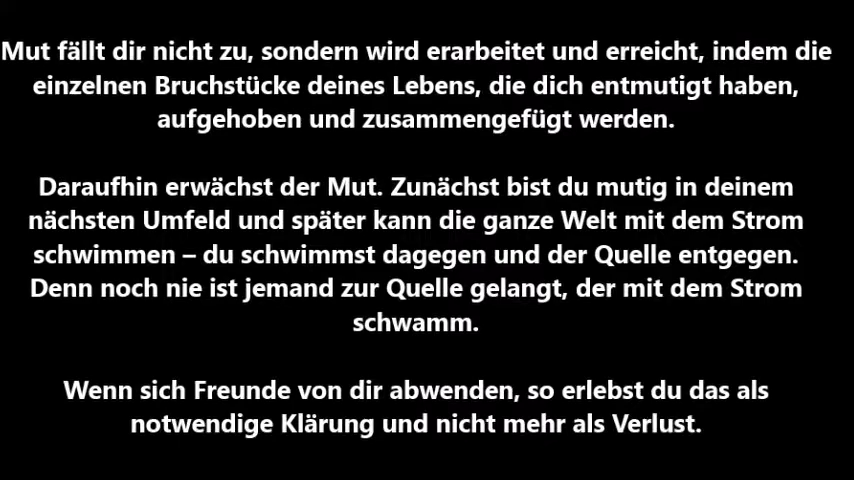 Mut fällt dir nicht zu, sondern wird erarbeitet und erreicht, indem die
einzelnen Bruchstücke deines Lebens, die dich entmutigt haben,
aufgehoben und zusammengefügt werden.
Daraufhin erwächst der Mut. Zunächst bist du mutig in deinem
nächsten Umfeld und später kann die ganze Welt mit dem Strom
schwimmen – du schwimmst dagegen und der Quelle entgegen.
Denn noch nie ist jemand zur Quelle gelangt, der mit dem Strom
schwamm.
Wenn sich Freunde von dir abwenden, so erlebst du das als
notwendige Klärung und nicht mehr als Verlust.